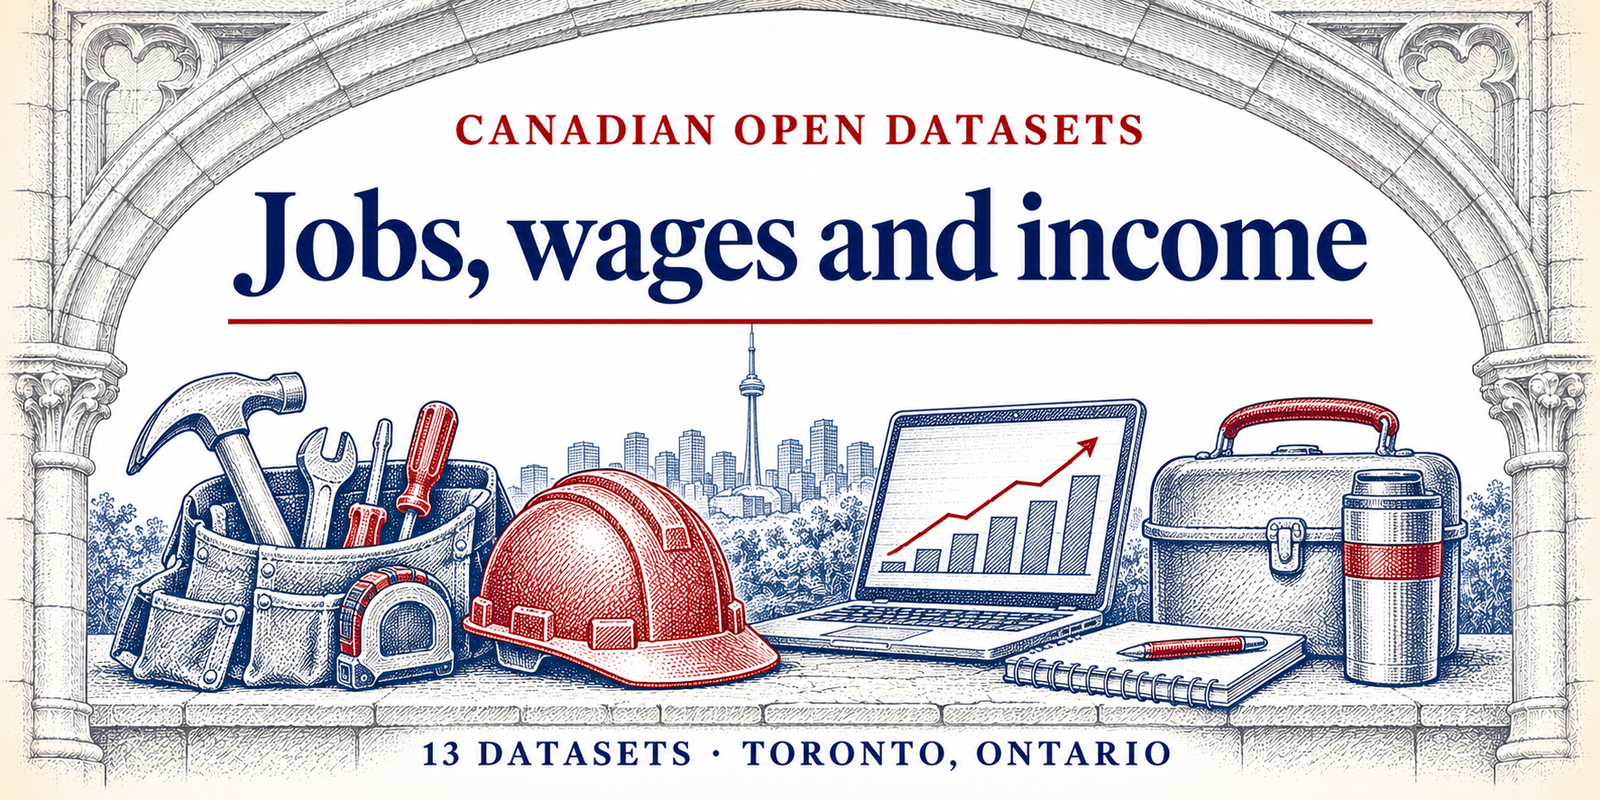 CANADIAN OPEN DATASETS
Jobs, wages and income
13 DATASETS · TORONTO, ONTARIO